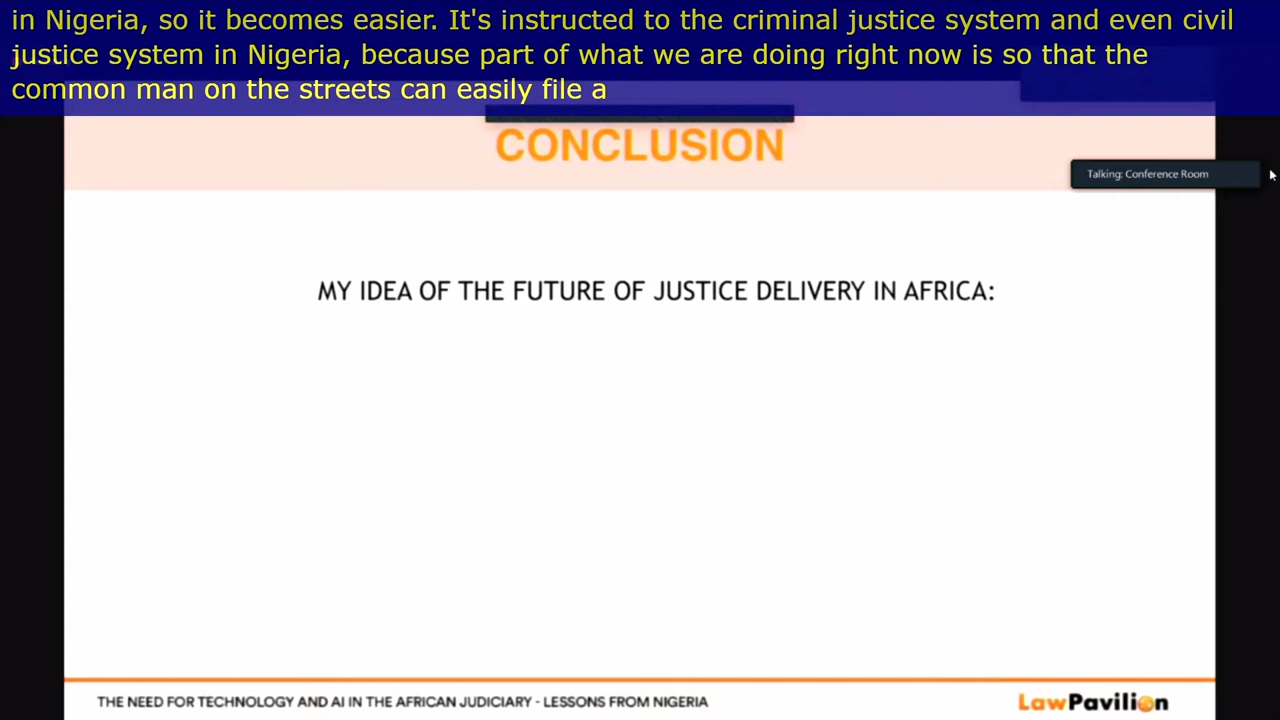 in Nigeria, so it becomes easier. It's instructed to the criminal justice system and even civil
justice system in Nigeria, because part of what we are doing right now is so that the
common man on the streets can easily file a
CONCLUSION
Talking: Conference Room
MY IDEA OF THE FUTURE OF JUSTICE DELIVERY IN AFRICA:
THE NEED FOR TECHNOLOGY AND AI IN THE AFRICAN JUDICIARY - LESSONS FROM NIGERIA
LawPavilion